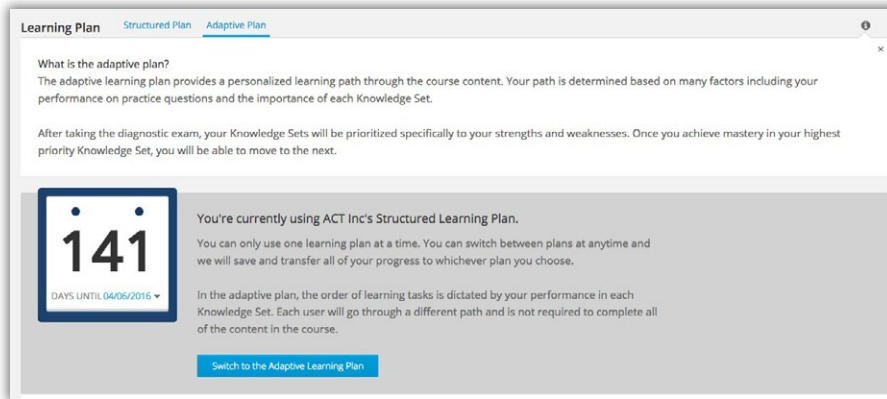 Learning Plan Structured Plan Adaptive Plan
What is the adaptive plan?
The adaptive learning plan provides a personalized learning path through the course content. Your path is determined based on many factors including your
performance on practice questions and the importance of each Knowledge Set.
After taking the diagnostic exam, your Knowledge Sets will be prioritized specifically to your strengths and weaknesses. Once you achieve mastery in your highest
priority Knowledge Set, you will be able to move to the next.
141
DAYS UNTIL 04/06/2016
You're currently using ACT Inc's Structured Learning Plan.
You can only use one learning plan at a time. You can switch between plans at anytime and
we will save and transfer all of your progress to whichever plan you choose.
In the adaptive plan, the order of learning tasks is dictated by your performance in each
Knowledge Set. Each user will go through a different path and is not required to complete all
of the content in the course.
Switch to the Adaptive Learning Plan